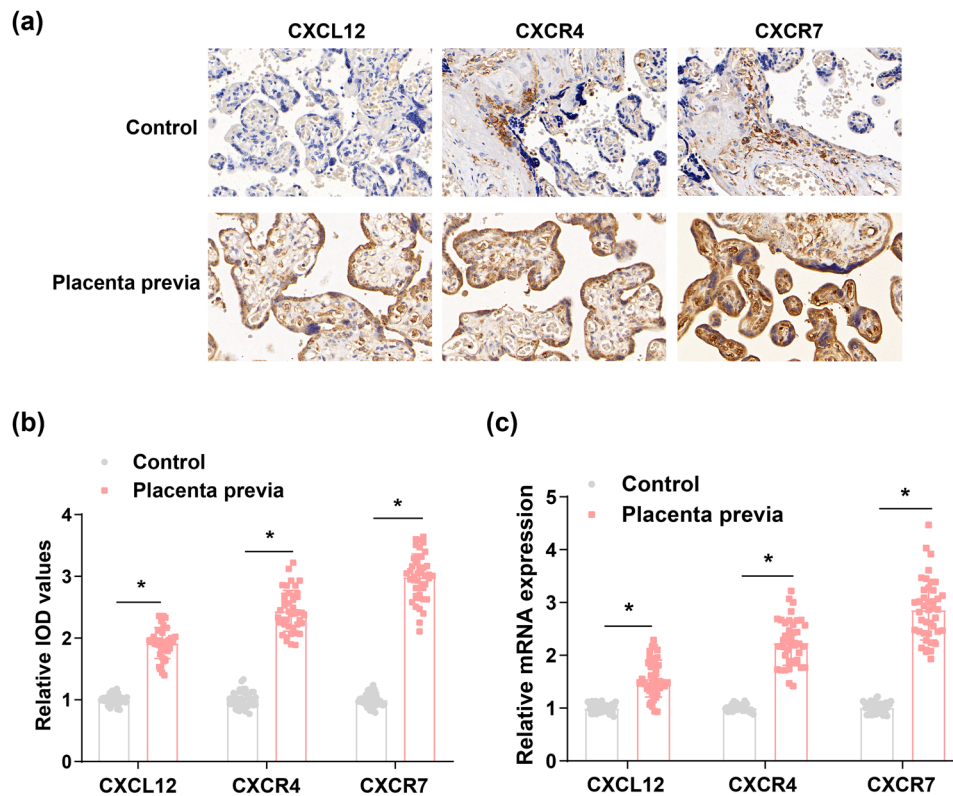 (a)
CXCL12 CXCR4 CXCR7
Control
Placenta previa
(b)
Control
Placenta previa
Relative IOD values
4
3
2
1
0
* * *
CXCL12 CXCR4 CXCR7
(c)
Control
Placenta previa
Relative mRNA expression
5
4
3
2
1
0
* * *
CXCL12 CXCR4 CXCR7